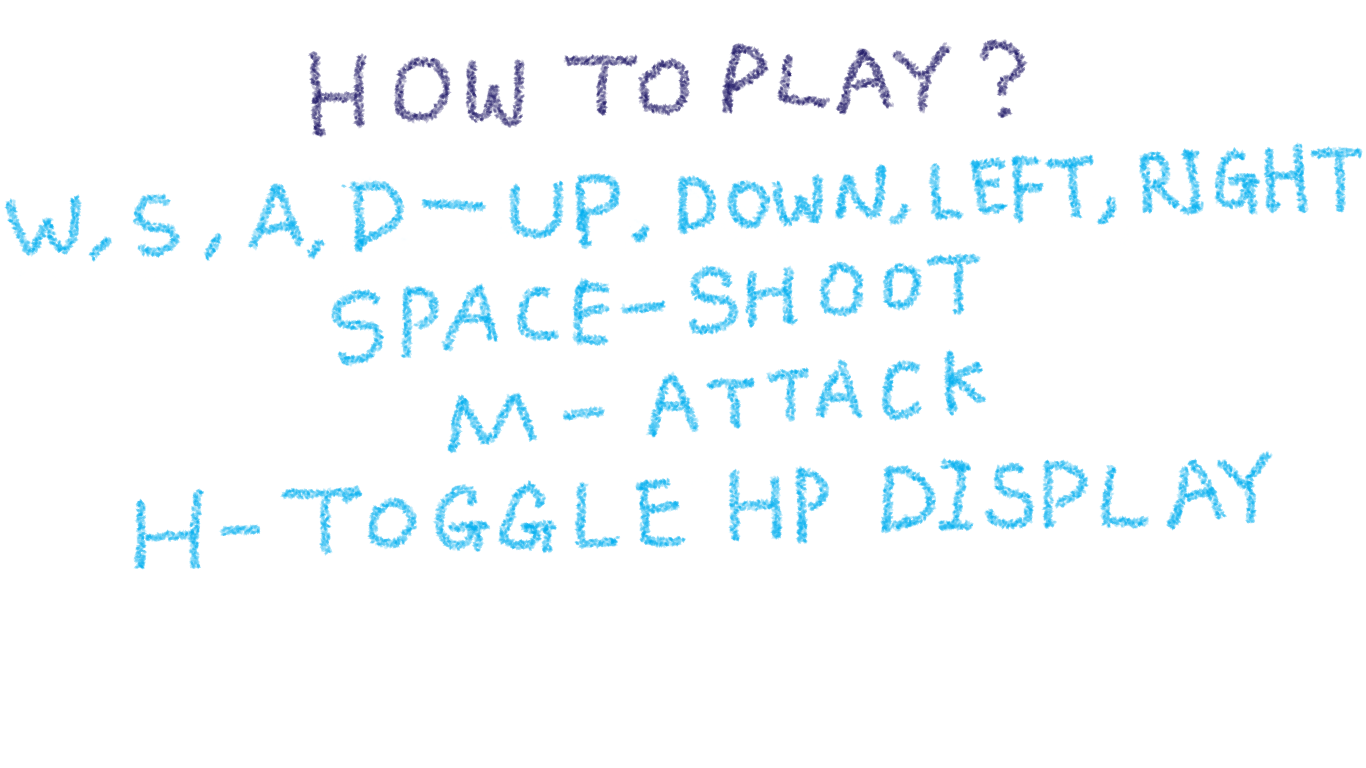 HOW TO PLAY?
W, S, A, D - UP, DOWN, LEFT, RIGHT
SPACE - SHOOT
M - ATTACK
H - TOGGLE HP DISPLAY